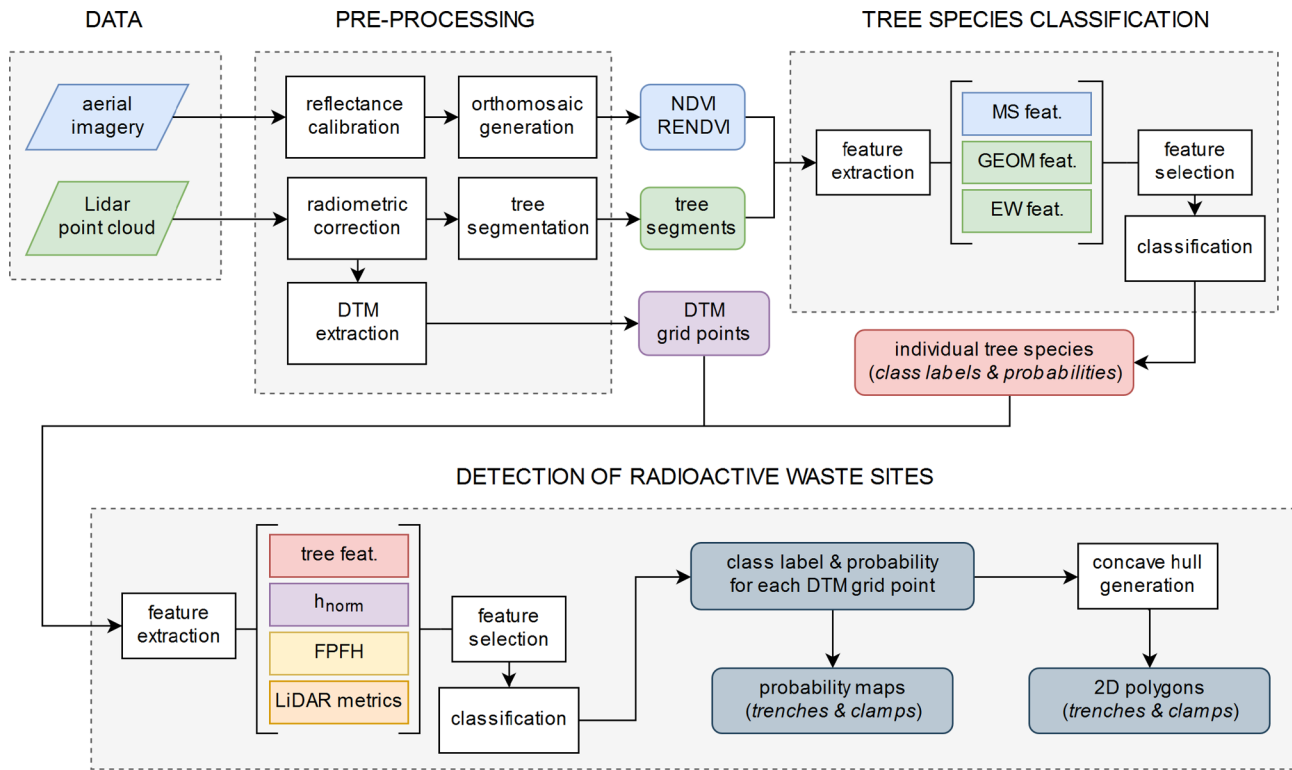 DATA
PRE-PROCESSING
TREE SPECIES CLASSIFICATION
aerial
imagery
reflectance
calibration
orthomosaic
generation
NDVI
RENDVI
feature
extraction
MS feat.
GEOM feat.
EW feat.
feature
selection
classification
Lidar
point cloud
radiometric
correction
tree
segmentation
tree
segments
DTM
extraction
DTM
grid points
individual tree species
(class labels & probabilities)
DETECTION OF RADIOACTIVE WASTE SITES
feature
extraction
tree feat.
hnorm
FPFH
LiDAR metrics
feature
selection
classification
class label & probability
for each DTM grid point
concave hull
generation
probability maps
(trenches & clamps)
2D polygons
(trenches & clamps)